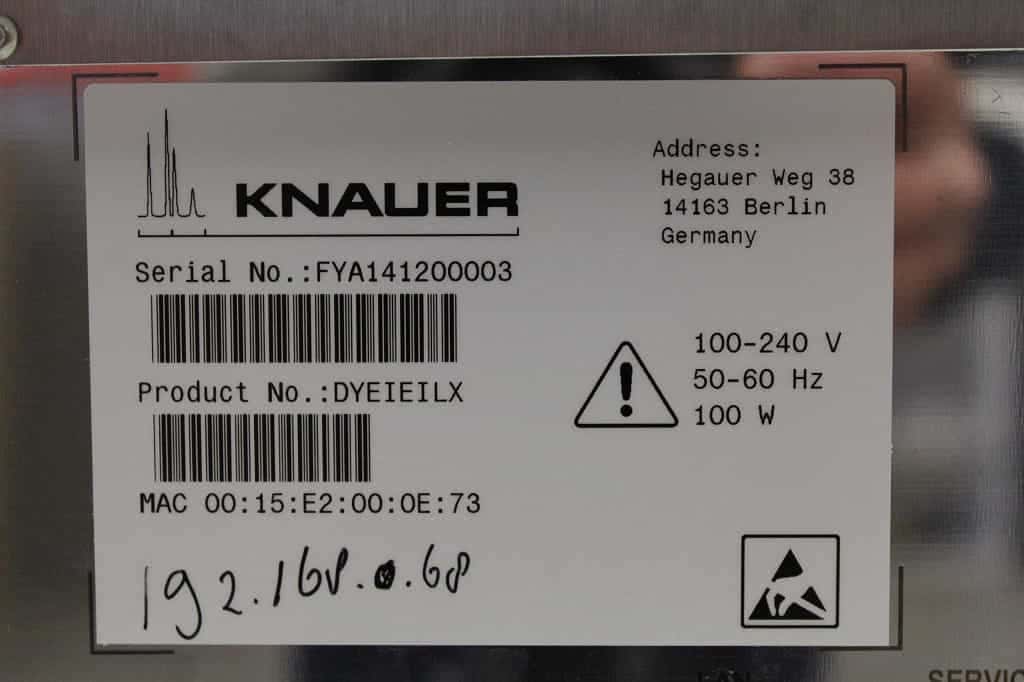 KNAUER
Address:
Hegauer Weg 38
14163 Berlin
Germany
Serial No.:FYA141200003
Product No.:DYEIEILX
MAC 00:15:E2:00:0E:73
100-240 V
50-60 Hz
100 W
192.168.0.68
LAN